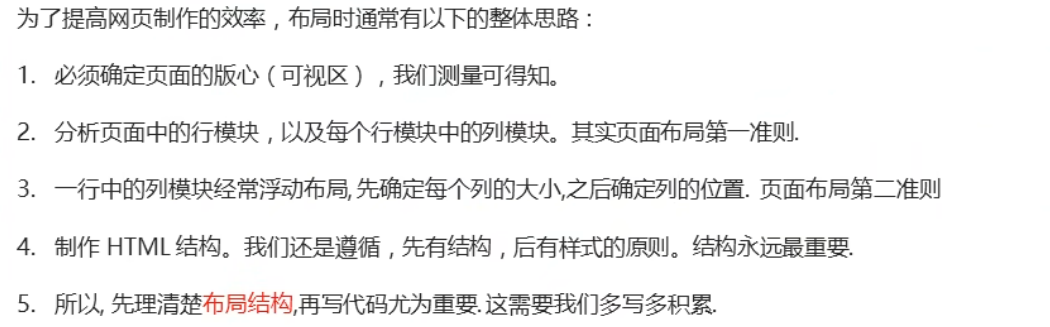 为了提高网页制作的效率，布局时通常有以下的整体思路：
1. 必须确定页面的版心（可视区），我们测量可得知。
2. 分析页面中的行模块，以及每个行模块中的列模块。其实页面布局第一准则.
3. 一行中的列模块经常浮动布局,先确定每个列的大小,之后确定列的位置. 页面布局第二准则
4. 制作 HTML 结构。我们还是遵循，先有结构，后有样式的原则。结构永远最重要.
5. 所以, 先理清楚布局结构,再写代码尤为重要.这需要我们多写多积累.